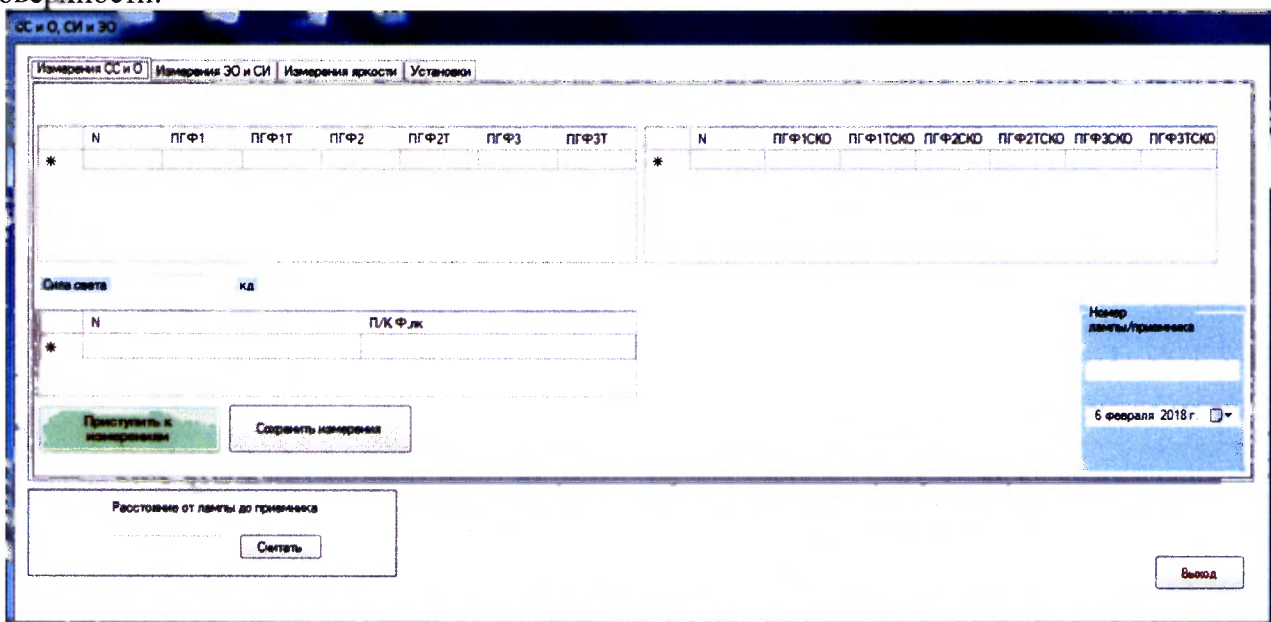 СС и О, СИ и ЭО
Измерения СС и О Измерения ЭО и СИ Измерения яркости Установки
N ПГФ1 ПГФ1Т ПГФ2 ПГФ2Т ПГФ3 ПГФ3Т
N ПГФ1СКО ПГФ1ТСКО ПГФ2СКО ПГФ2ТСКО ПГФ3СКО ПГФ3ТСКО
*
*
Сила света кд
N П/К Ф,лк
*
Номер
лампы/приемника
6 февраля 2018 г.
Приступить к
измерениям
Сохранить измерения
Расстояние от лампы до приемника
Считать
Выход